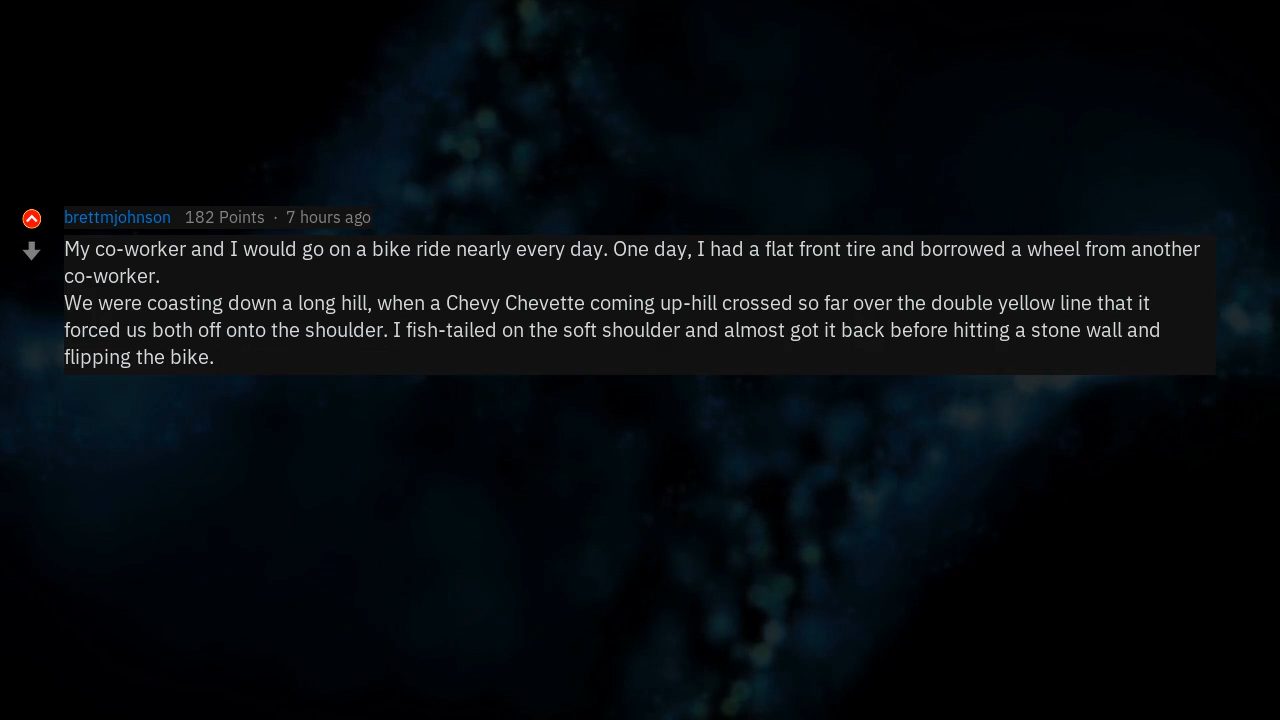 brettmjohnson 182 Points · 7 hours ago
My co-worker and I would go on a bike ride nearly every day. One day, I had a flat front tire and borrowed a wheel from another
co-worker.
We were coasting down a long hill, when a Chevy Chevette coming up-hill crossed so far over the double yellow line that it
forced us both off onto the shoulder. I fish-tailed on the soft shoulder and almost got it back before hitting a stone wall and
flipping the bike.